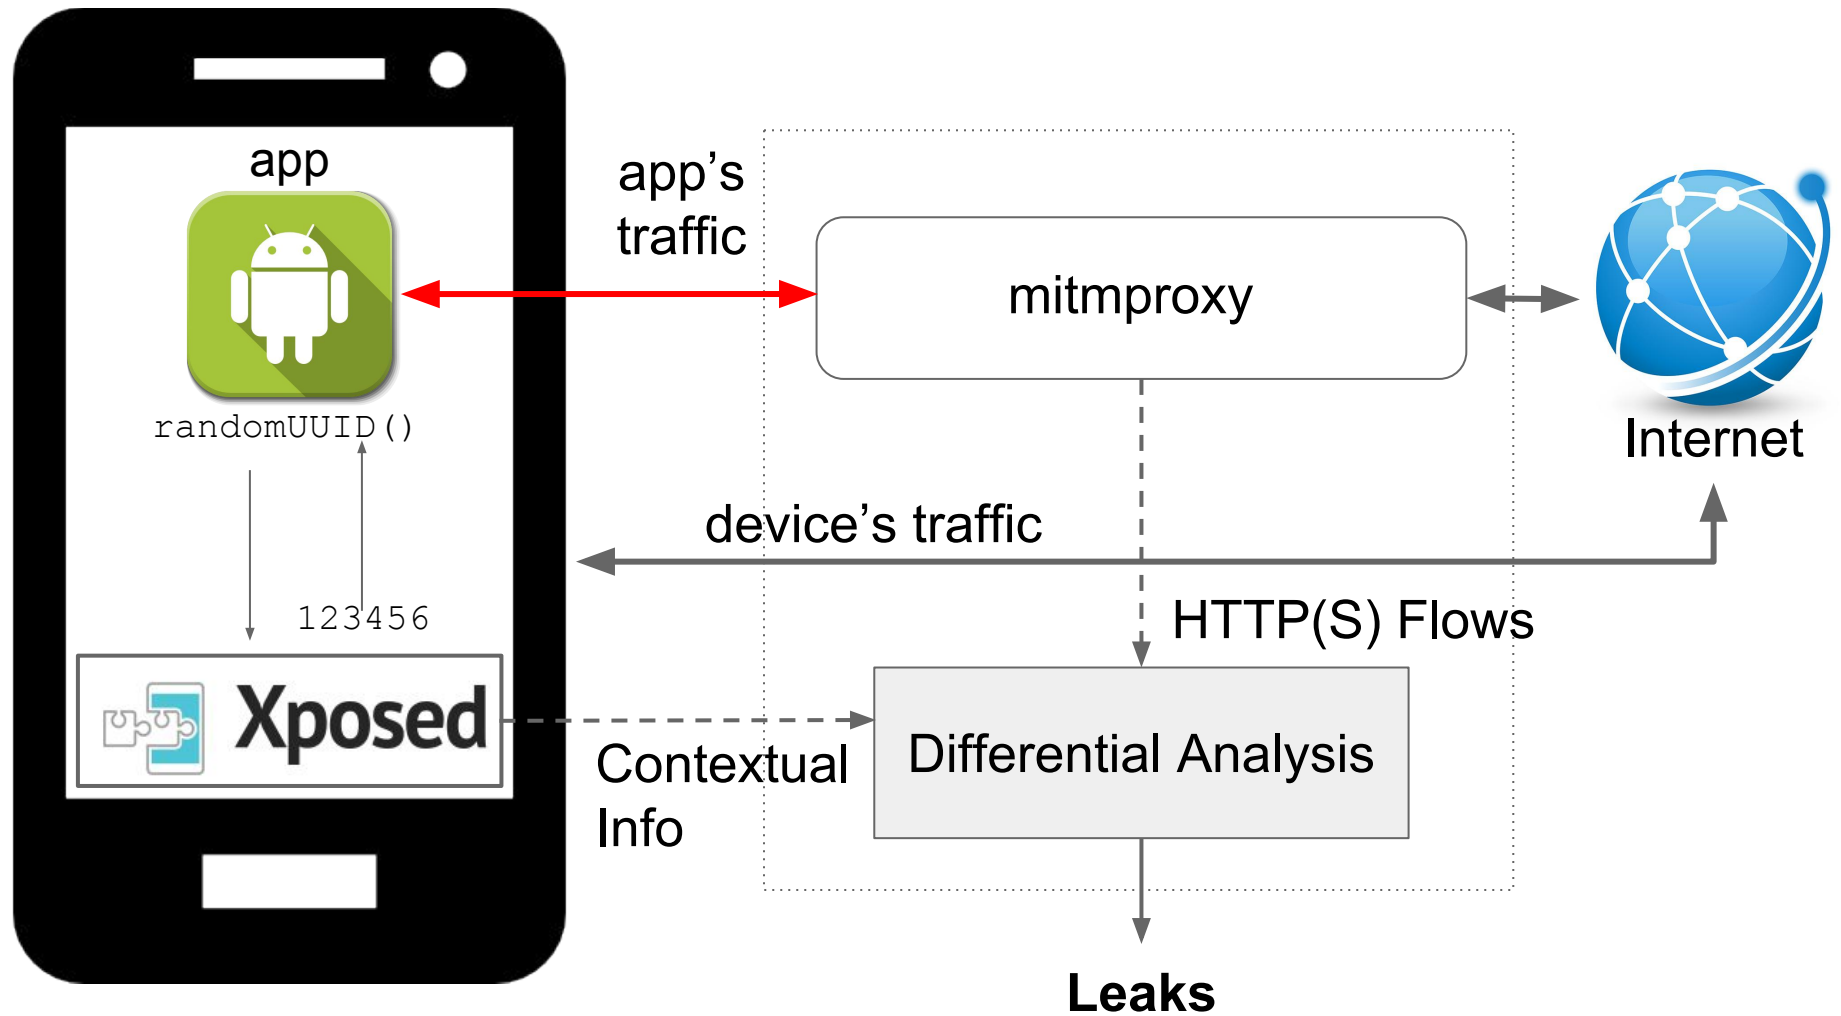 app
app's
traffic
mitmproxy
randomUUID()
Internet
device's traffic
123456
HTTP(S) Flows
Xposed
Contextual
Info
Differential Analysis
Leaks